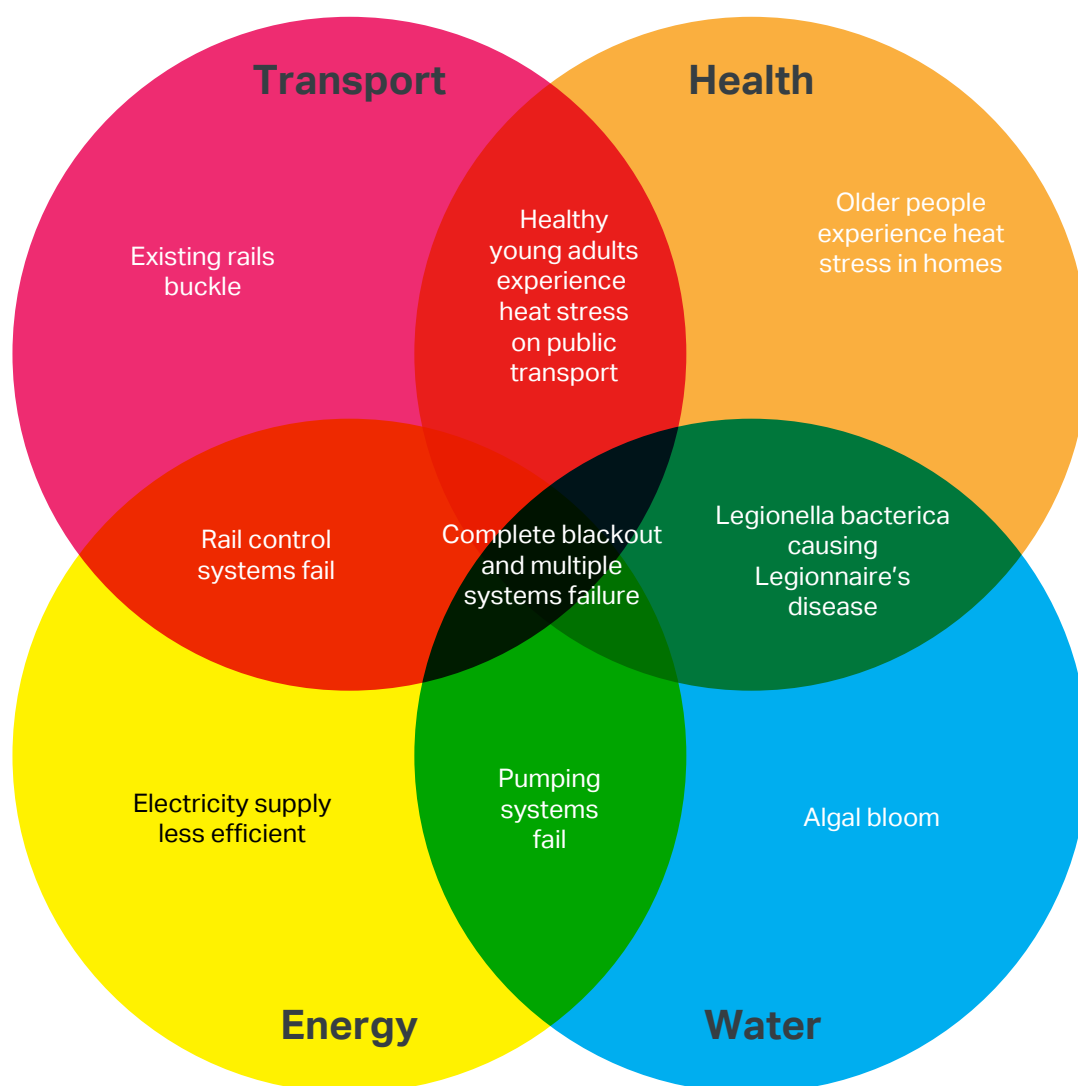 Transport
Health
Existing rails
buckle
Healthy
young adults
experience
heat stress
on public
transport
Older people
experience heat
stress in homes
Rail control
systems fail
Complete blackout
and multiple
systems failure
Legionella bacterica
causing
Legionnaire’s
disease
Electricity supply
less efficient
Pumping
systems
fail
Algal bloom
Energy
Water